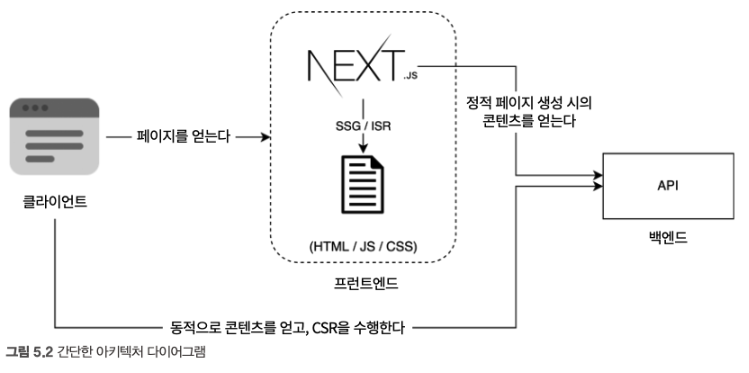 NEXT.JS
정적 페이지 생성 시의
콘텐츠를 얻는다
페이지를 얻는다
SSG / ISR
API
클라이언트
백엔드
(HTML / JS / CSS)
프런트엔드
동적으로 콘텐츠를 얻고, CSR을 수행한다
그림 5.2 간단한 아키텍처 다이어그램